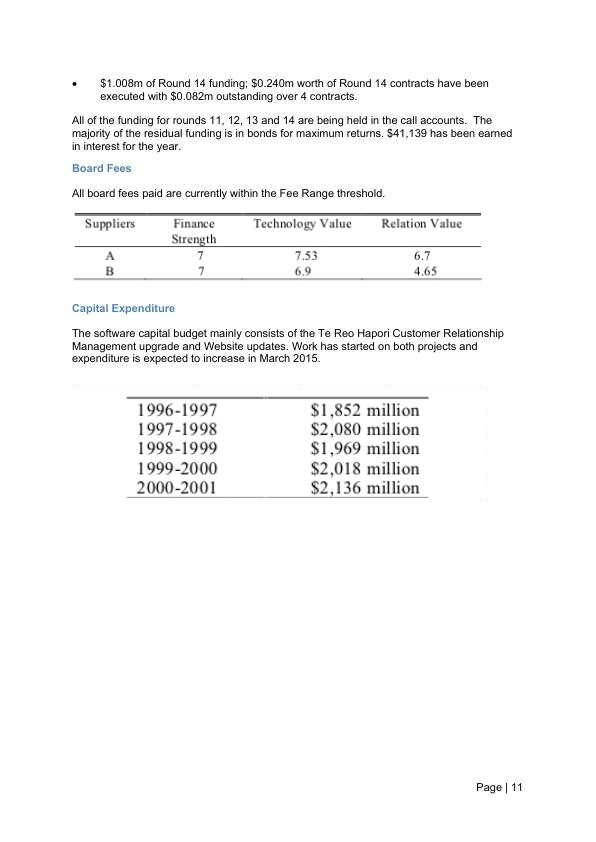 • $1.008m of Round 14 funding; $0.240m worth of Round 14 contracts have been
executed with $0.082m outstanding over 4 contracts.
All of the funding for rounds 11, 12, 13 and 14 are being held in the call accounts. The
majority of the residual funding is in bonds for maximum returns. $41,139 has been earned
in interest for the year.
Board Fees
All board fees paid are currently within the Fee Range threshold.
Suppliers Finance Technology Value Relation Value
Strength
A 7 7.53 6.7
B 7 6.9 4.65
Capital Expenditure
The software capital budget mainly consists of the Te Reo Hapori Customer Relationship
Management upgrade and Website updates. Work has started on both projects and
expenditure is expected to increase in March 2015.
1996-1997 $1,852 million
1997-1998 $2,080 million
1998-1999 $1,969 million
1999-2000 $2,018 million
2000-2001 $2,136 million
Page | 11